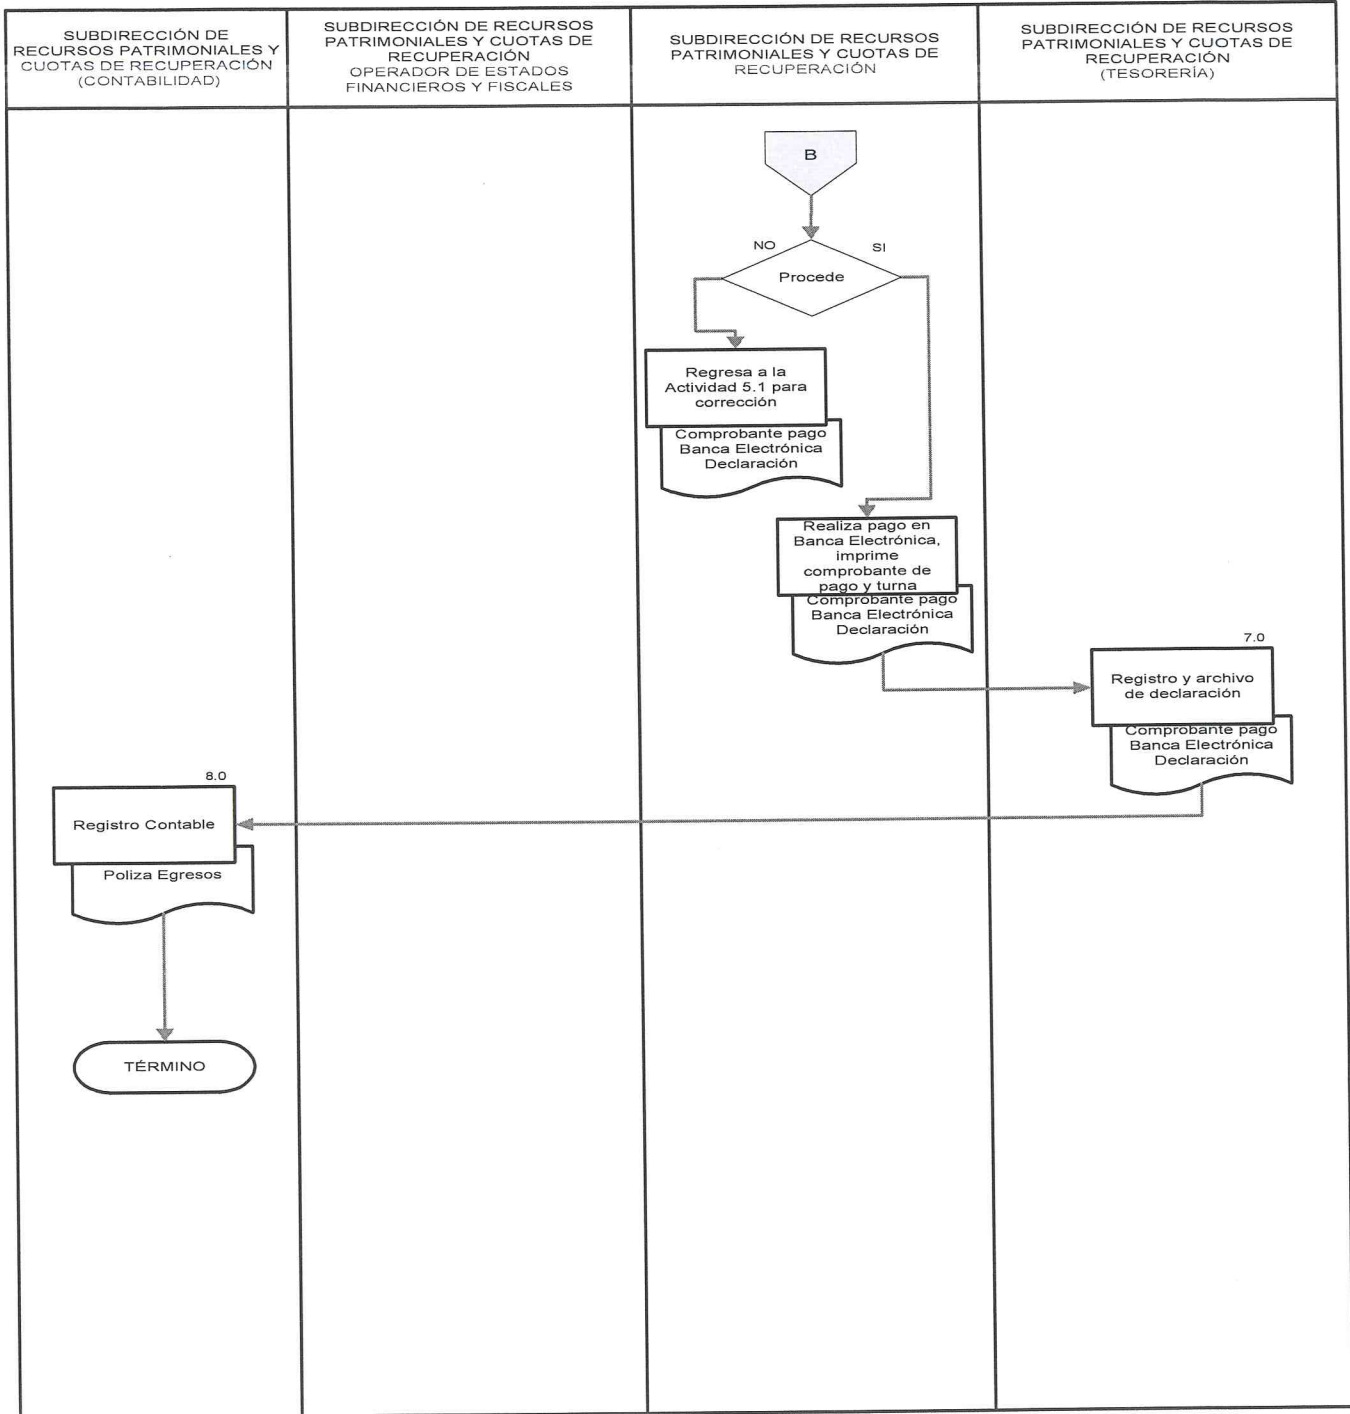 SUBDIRECCIÓN DE
RECURSOS PATRIMONIALES Y
CUOTAS DE RECUPERACIÓN
(CONTABILIDAD)
SUBDIRECCIÓN DE RECURSOS
PATRIMONIALES Y CUOTAS DE
RECUPERACIÓN
OPERADOR DE ESTADOS
FINANCIEROS Y FISCALES
SUBDIRECCIÓN DE RECURSOS
PATRIMONIALES Y CUOTAS DE
RECUPERACIÓN
SUBDIRECCIÓN DE RECURSOS
PATRIMONIALES Y CUOTAS DE
RECUPERACIÓN
(TESORERÍA)
B
NO
SI
Procede
Regresa a la
Actividad 5.1 para
corrección
Comprobante pago
Banca Electrónica
Declaración
Realiza pago en
Banca Electrónica,
imprime
comprobante de
pago y turna
Comprobante pago
Banca Electrónica
Declaración
7.0
Registro y archivo
de declaración
Comprobante pago
Banca Electrónica
Declaración
8.0
Registro Contable
Poliza Egresos
TÉRMINO